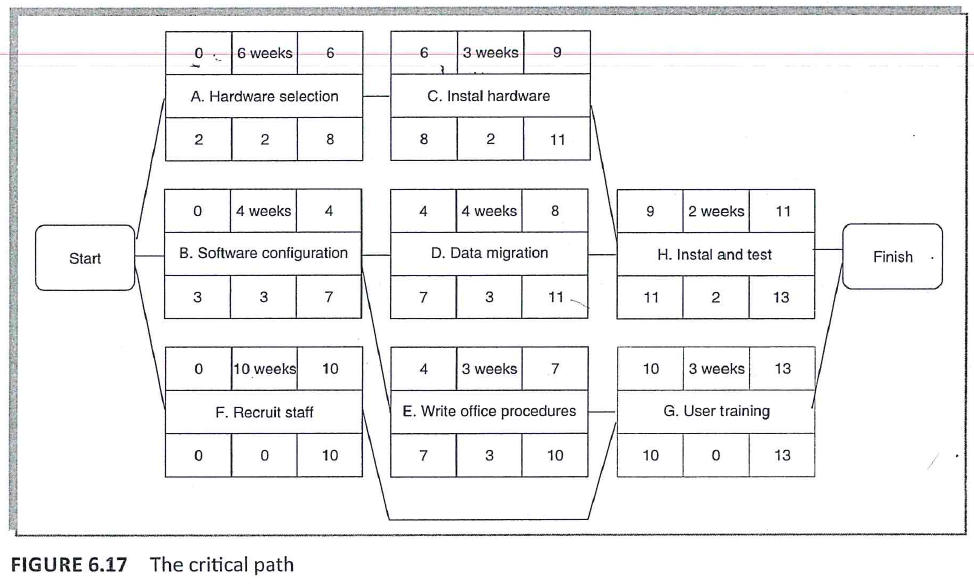 0 6 weeks 6
A. Hardware selection
2 2 8
6 3 weeks 9
C. Instal hardware
8 2 11
Start
0 4 weeks 4
B. Software configuration
3 3 7
4 4 weeks 8
D. Data migration
7 3 11
9 2 weeks 11
H. Instal and test
11 2 13
Finish
0 10 weeks 10
F. Recruit staff
0 0 10
4 3 weeks 7
E. Write office procedures
7 3 10
10 3 weeks 13
G. User training
10 0 13
FIGURE 6.17 The critical path